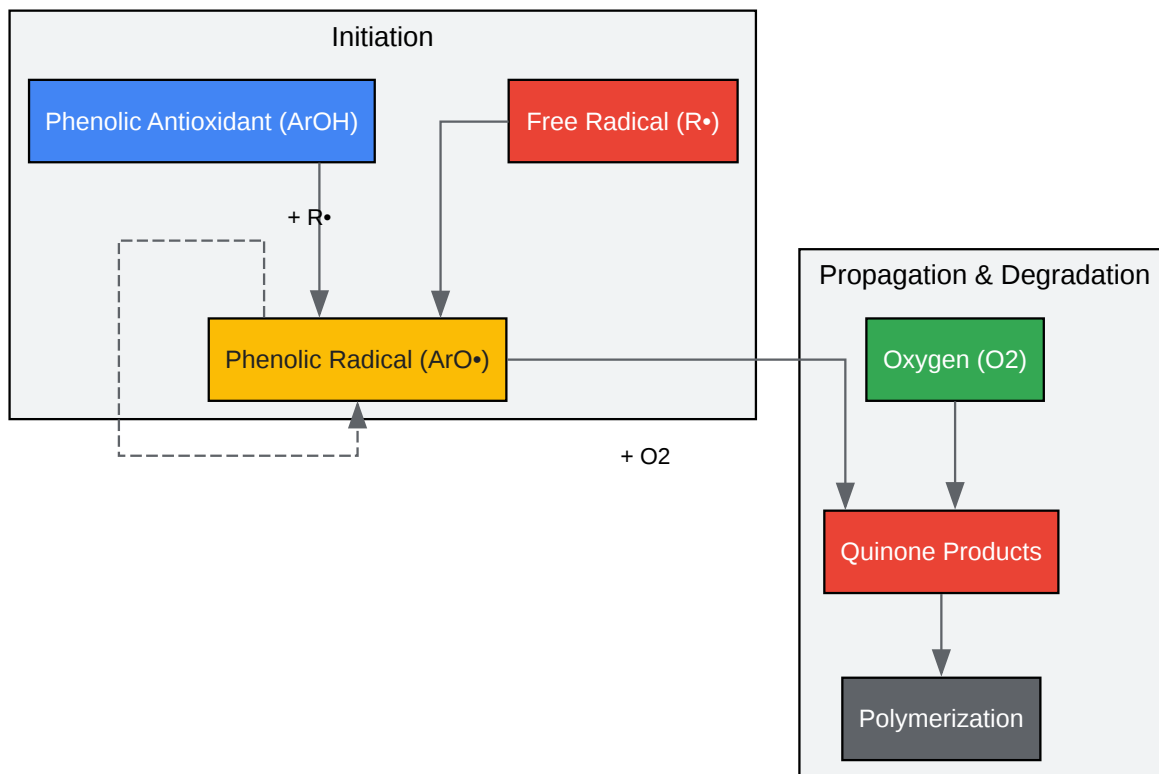 Initiation
Phenolic Antioxidant (ArOH)
Free Radical (R•)
+ R•
Phenolic Radical (ArO•)
+ O2
Propagation & Degradation
Oxygen (O2)
Quinone Products
Polymerization